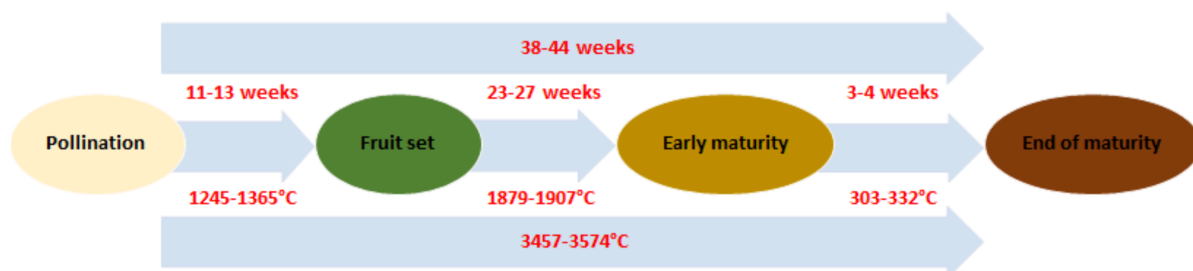 38-44 weeks
11-13 weeks
23-27 weeks
3-4 weeks
Pollination
Fruit set
Early maturity
End of maturity
1245-1365°C
1879-1907°C
303-332°C
3457-3574°C